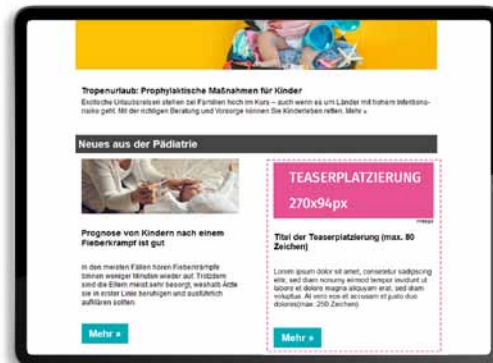 Tropenurlaub: Prophylaktische Maßnahmen für Kinder
Exotische Urlaubsreisen stehen bei Familien hoch im Kurs – auch wenn es um Länder mit hohem Infektions-
risiko geht. Mit der richtigen Beratung und Vorsorge können Sie Kinderleben retten. Mehr »
Neues aus der Pädiatrie
Prognose von Kindern nach einem
Fieberkrampf ist gut
In den meisten Fällen hören Fieberkrämpfe
binnen weniger Minuten wieder auf. Trotzdem
sind die Eltern meist sehr besorgt, weshalb Ärzte
sie in erster Linie beruhigen und ausführlich
aufklären sollten.
Mehr »
TEASERPLATZIERUNG
270x94px
Titel der Teaserplatzierung (max. 80
Zeichen)
Lorem ipsum dolor sit amet, consetetur sadipscing
elitr, sed diam nonumy eirmod tempor invidunt ut
labore et dolore magna aliquyam erat, sed diam
voluptua. At vero eos et accusam et justo duo
dolores(max. 250 Zeichen)
Mehr »